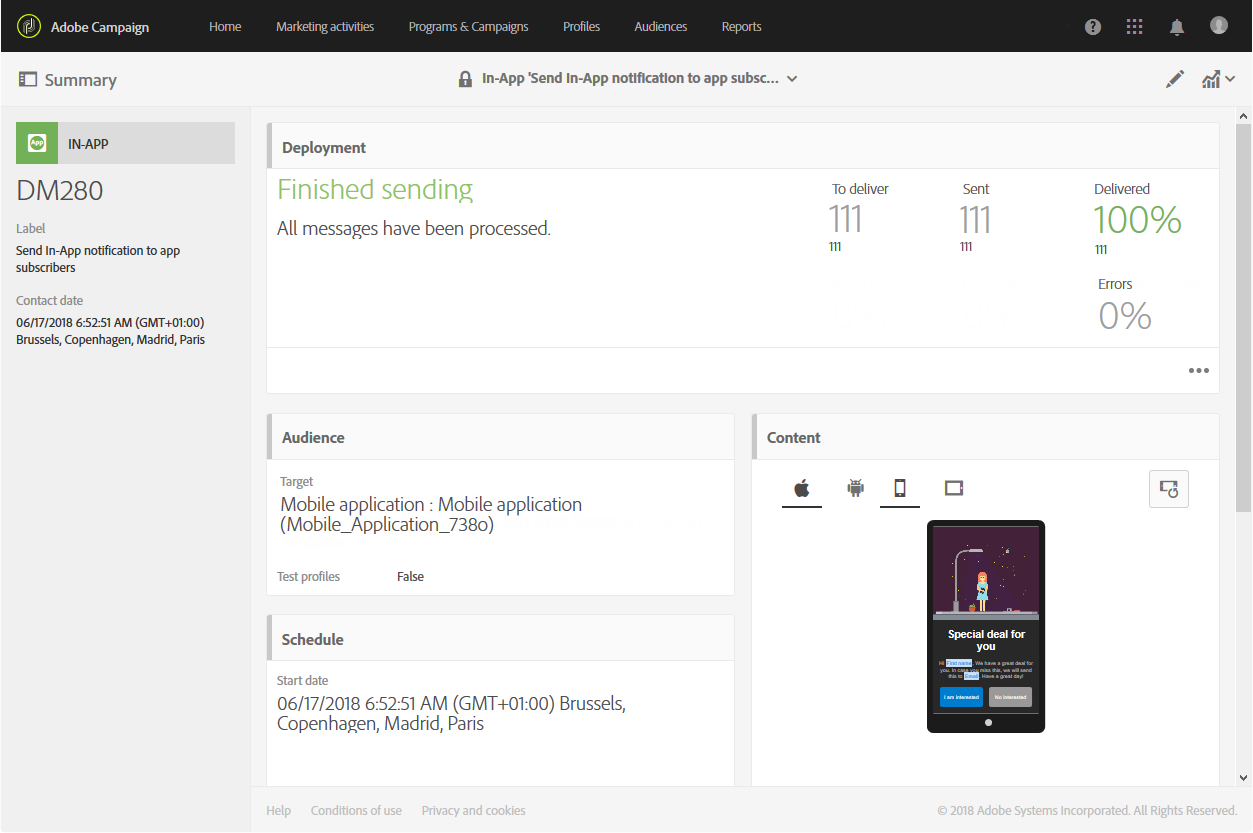 Adobe Campaign
Home
Marketing activities
Programs & Campaigns
Profiles
Audiences
Reports
Summary
In-App 'Send In-App notification to app subsc...
App
IN-APP
DM280
Label
Send In-App notification to app
subscribers
Contact date
06/17/2018 6:52:51 AM (GMT+01:00)
Brussels, Copenhagen, Madrid, Paris
Deployment
Finished sending
All messages have been processed.
To deliver
111
111
Sent
111
111
Delivered
100%
111
Errors
0%
Audience
Target
Mobile application : Mobile application
(Mobile_Application_738o)
Test profiles
False
Schedule
Start date
06/17/2018 6:52:51 AM (GMT+01:00) Brussels,
Copenhagen, Madrid, Paris
Content
Special deal for
you
Hi First name, We have a great deal for
you. In case you miss this, we will send
this to Email. Have a great day!
I am interested
No interested
Help
Conditions of use
Privacy and cookies
© 2018 Adobe Systems Incorporated. All Rights Reserved.